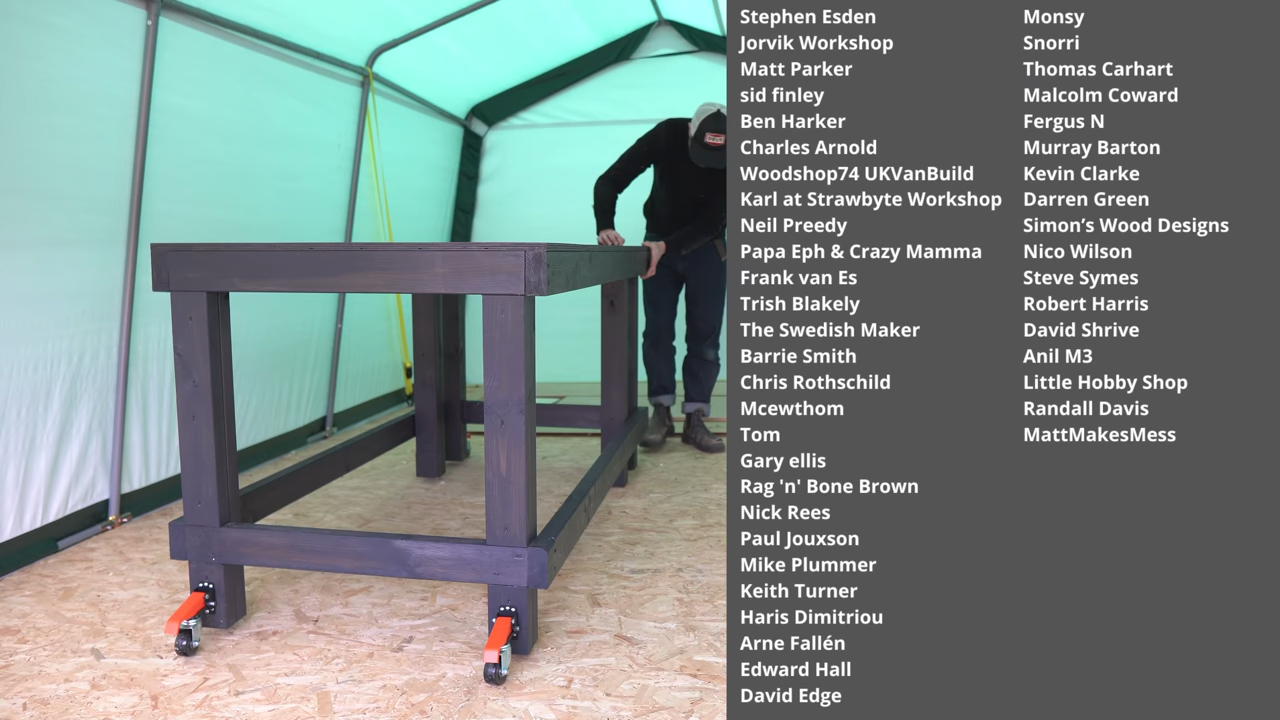 Stephen Esden
Jorvik Workshop
Matt Parker
sid finley
Ben Harker
Charles Arnold
Woodshop74 UKVanBuild
Karl at Strawbyte Workshop
Neil Preedy
Papa Eph & Crazy Mamma
Frank van Es
Trish Blakely
The Swedish Maker
Barrie Smith
Chris Rothschild
Mcewthom
Tom
Gary ellis
Rag 'n' Bone Brown
Nick Rees
Paul Jouxson
Mike Plummer
Keith Turner
Haris Dimitriou
Arne Fallén
Edward Hall
David Edge
Monsy
Snorri
Thomas Carhart
Malcolm Coward
Fergus N
Murray Barton
Kevin Clarke
Darren Green
Simon’s Wood Designs
Nico Wilson
Steve Symes
Robert Harris
David Shrive
Anil M3
Little Hobby Shop
Randall Davis
MattMakesMess